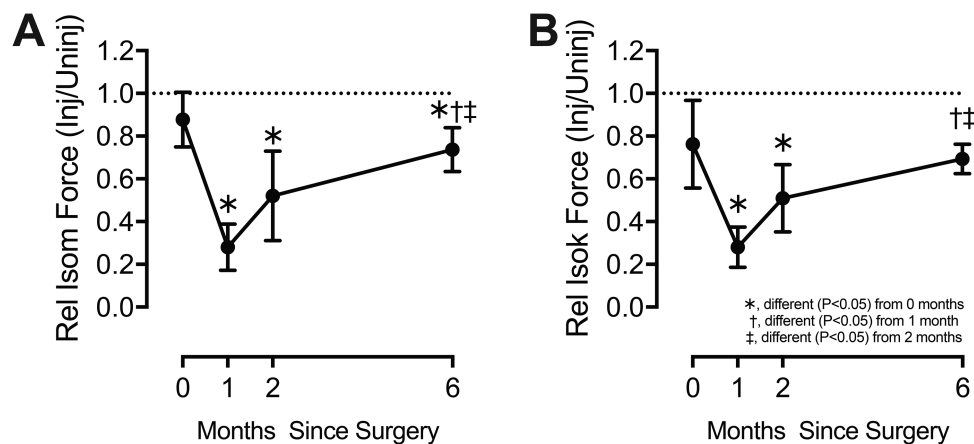 A
Rel Isom Force (Inj/Uninj)
1.2
1.0
0.8
0.6
0.4
0.2
0.0
*
*
*†‡
0 1 2 6
Months Since Surgery
B
Rel Isok Force (Inj/Uninj)
1.2
1.0
0.8
0.6
0.4
0.2
0.0
*
*
†‡
*, different (P<0.05) from 0 months
†, different (P<0.05) from 1 month
‡, different (P<0.05) from 2 months
0 1 2 6
Months Since Surgery